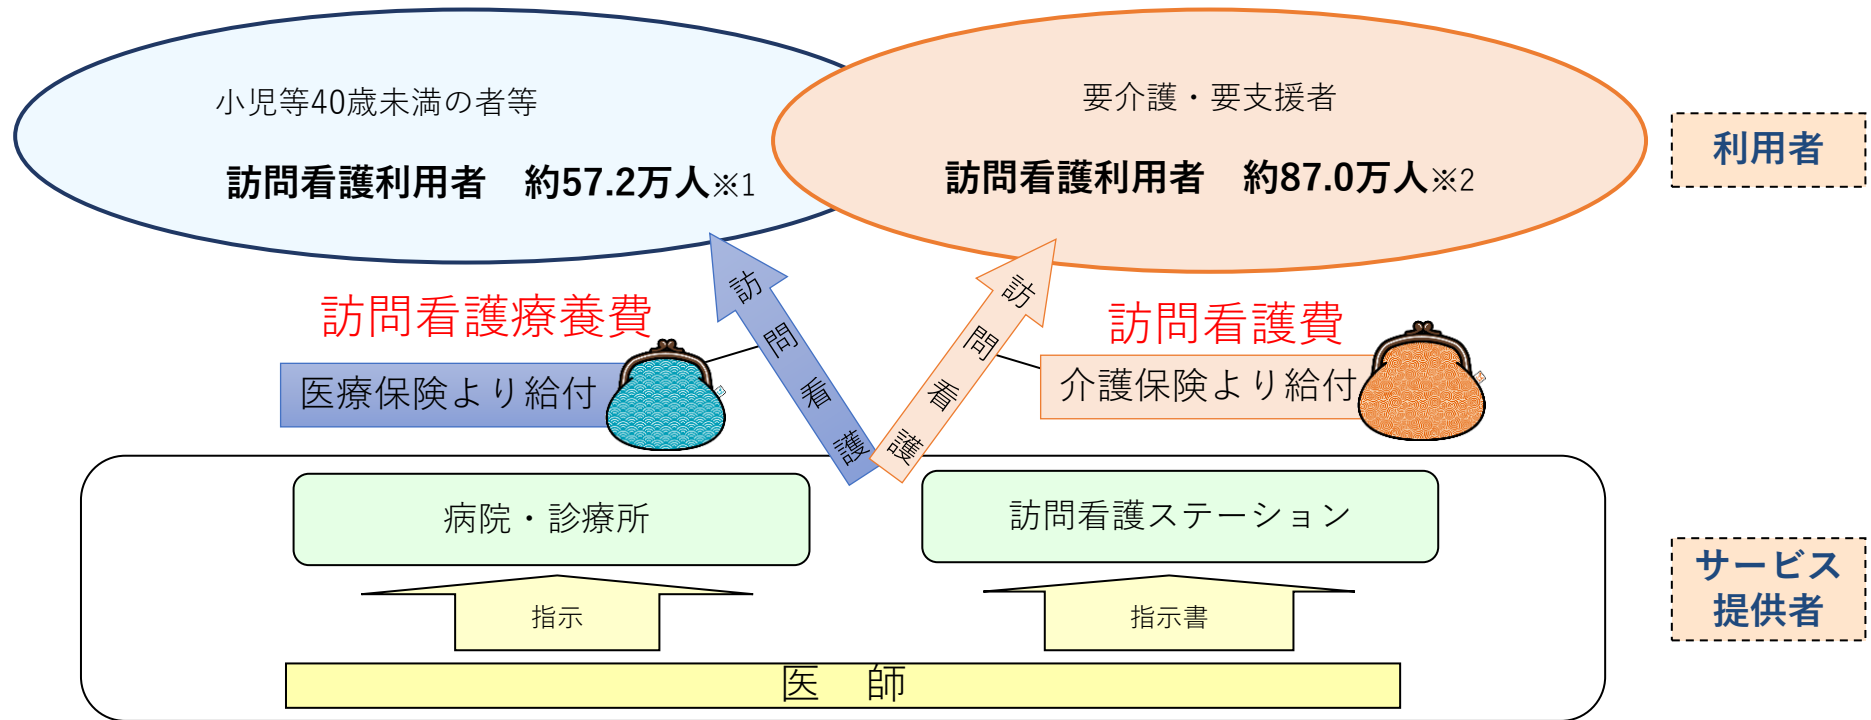 小児等40歳未満の者等
訪問看護利用者　約57.2万人※1
要介護・要支援者
訪問看護利用者　約87.0万人※2
利用者
訪問看護療養費
医療保険より給付
訪問看護
訪問看護
訪問看護費
介護保険より給付
病院・診療所
訪問看護ステーション
指示
指示書
医　師
サービス
提供者